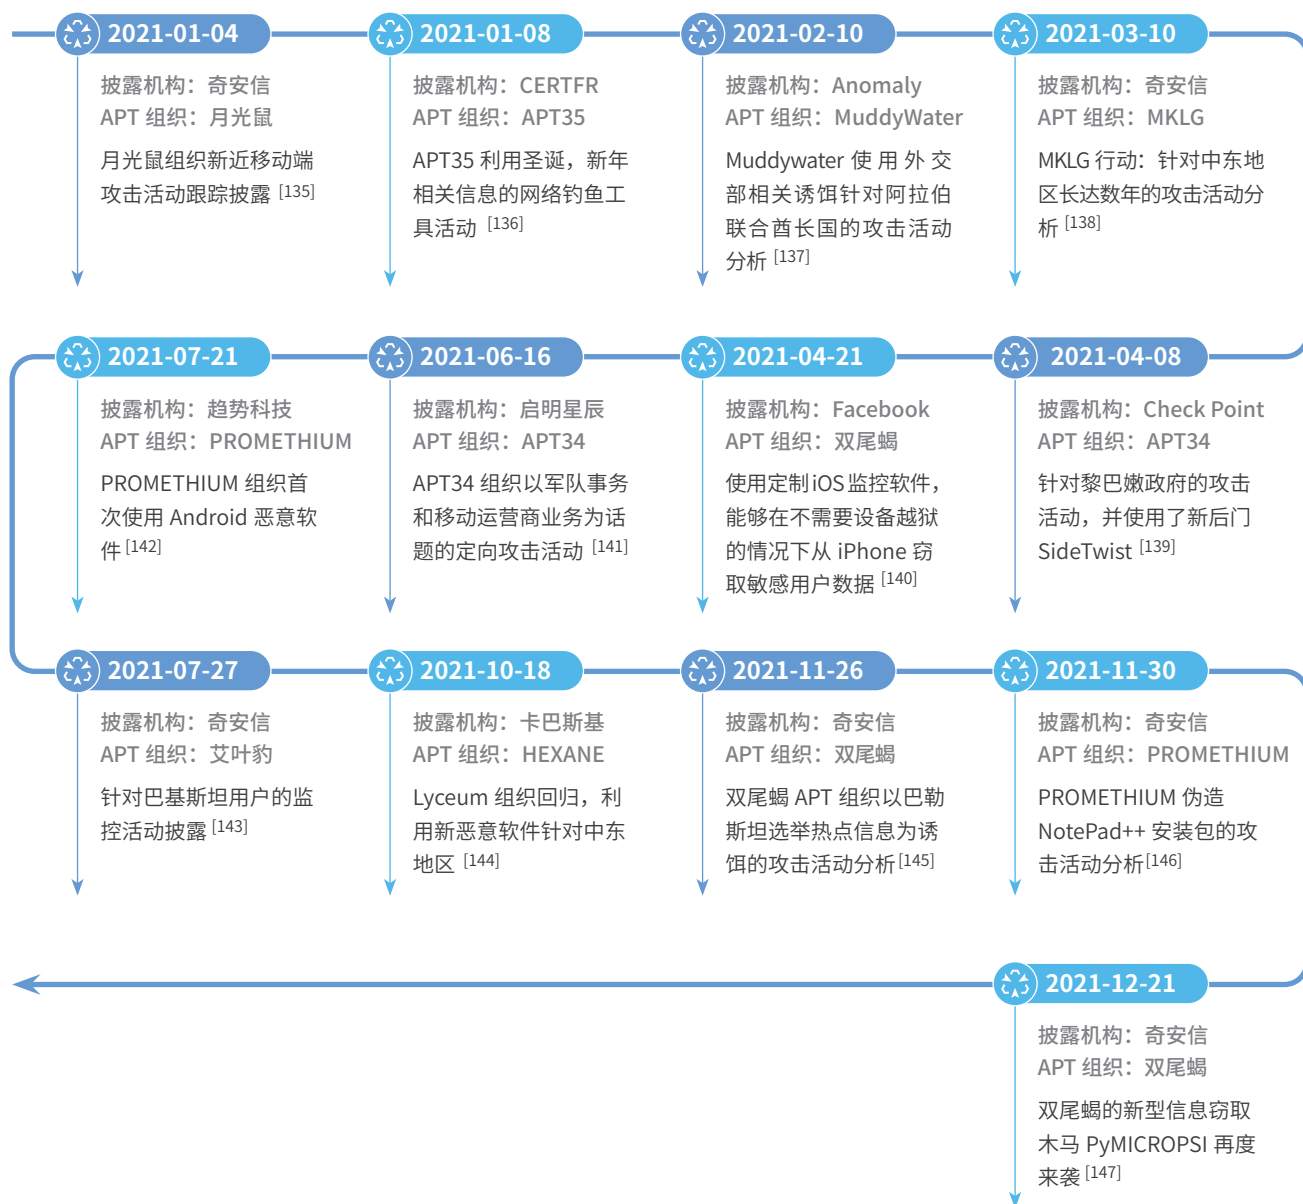 2021-01-04
披露机构：奇安信
APT 组织：月光鼠
月光鼠组织新近移动端
攻击活动跟踪披露 [135]
2021-01-08
披露机构：CERTFR
APT 组织：APT35
APT35 利用圣诞，新年
相关信息的网络钓鱼工
具活动 [136]
2021-02-10
披露机构：Anomaly
APT 组织：MuddyWater
Muddywater 使用外交
部相关诱饵针对阿拉伯
联合酋长国的攻击活动
分析 [137]
2021-03-10
披露机构：奇安信
APT 组织：MKLG
MKLG 行动：针对中东地
区长达数年的攻击活动分
析 [138]
2021-04-08
披露机构：Check Point
APT 组织：APT34
针对黎巴嫩政府的攻击
活动，并使用了新后门
SideTwist [139]
2021-04-21
披露机构：Facebook
APT 组织：双尾蝎
使用定制iOS监控软件，
能够在不需要设备越狱
的情况下从 iPhone 窃
取敏感用户数据 [140]
2021-06-16
披露机构：启明星辰
APT 组织：APT34
APT34 组织以军队事务
和移动运营商业务为话
题的定向攻击活动 [141]
2021-07-21
披露机构：趋势科技
APT 组织：PROMETHIUM
PROMETHIUM 组织首
次使用 Android 恶意软
件 [142]
2021-07-27
披露机构：奇安信
APT 组织：艾叶豹
针对巴基斯坦用户的监
控活动披露 [143]
2021-10-18
披露机构：卡巴斯基
APT 组织：HEXANE
Lyceum 组织回归，利
用新恶意软件针对中东
地区 [144]
2021-11-26
披露机构：奇安信
APT 组织：双尾蝎
双尾蝎 APT 组织以巴勒
斯坦选举热点信息为诱
饵的攻击活动分析 [145]
2021-11-30
披露机构：奇安信
APT 组织：PROMETHIUM
PROMETHIUM 伪造
NotePad++ 安装包的攻
击活动分析 [146]
2021-12-21
披露机构：奇安信
APT 组织：双尾蝎
双尾蝎的新型信息窃取
木马 PyMICROPSI 再度
来袭 [147]